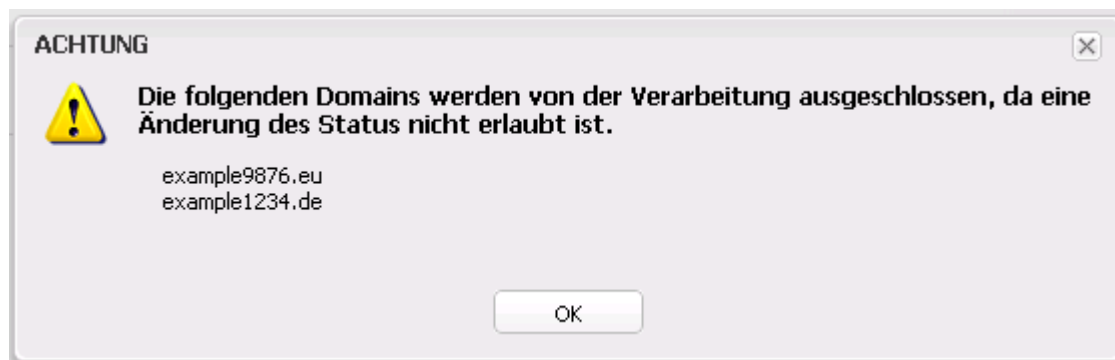 ACHTUNG
Die folgenden Domains werden von der Verarbeitung ausgeschlossen, da eine
Änderung des Status nicht erlaubt ist.
example9876.eu
example1234.de
OK